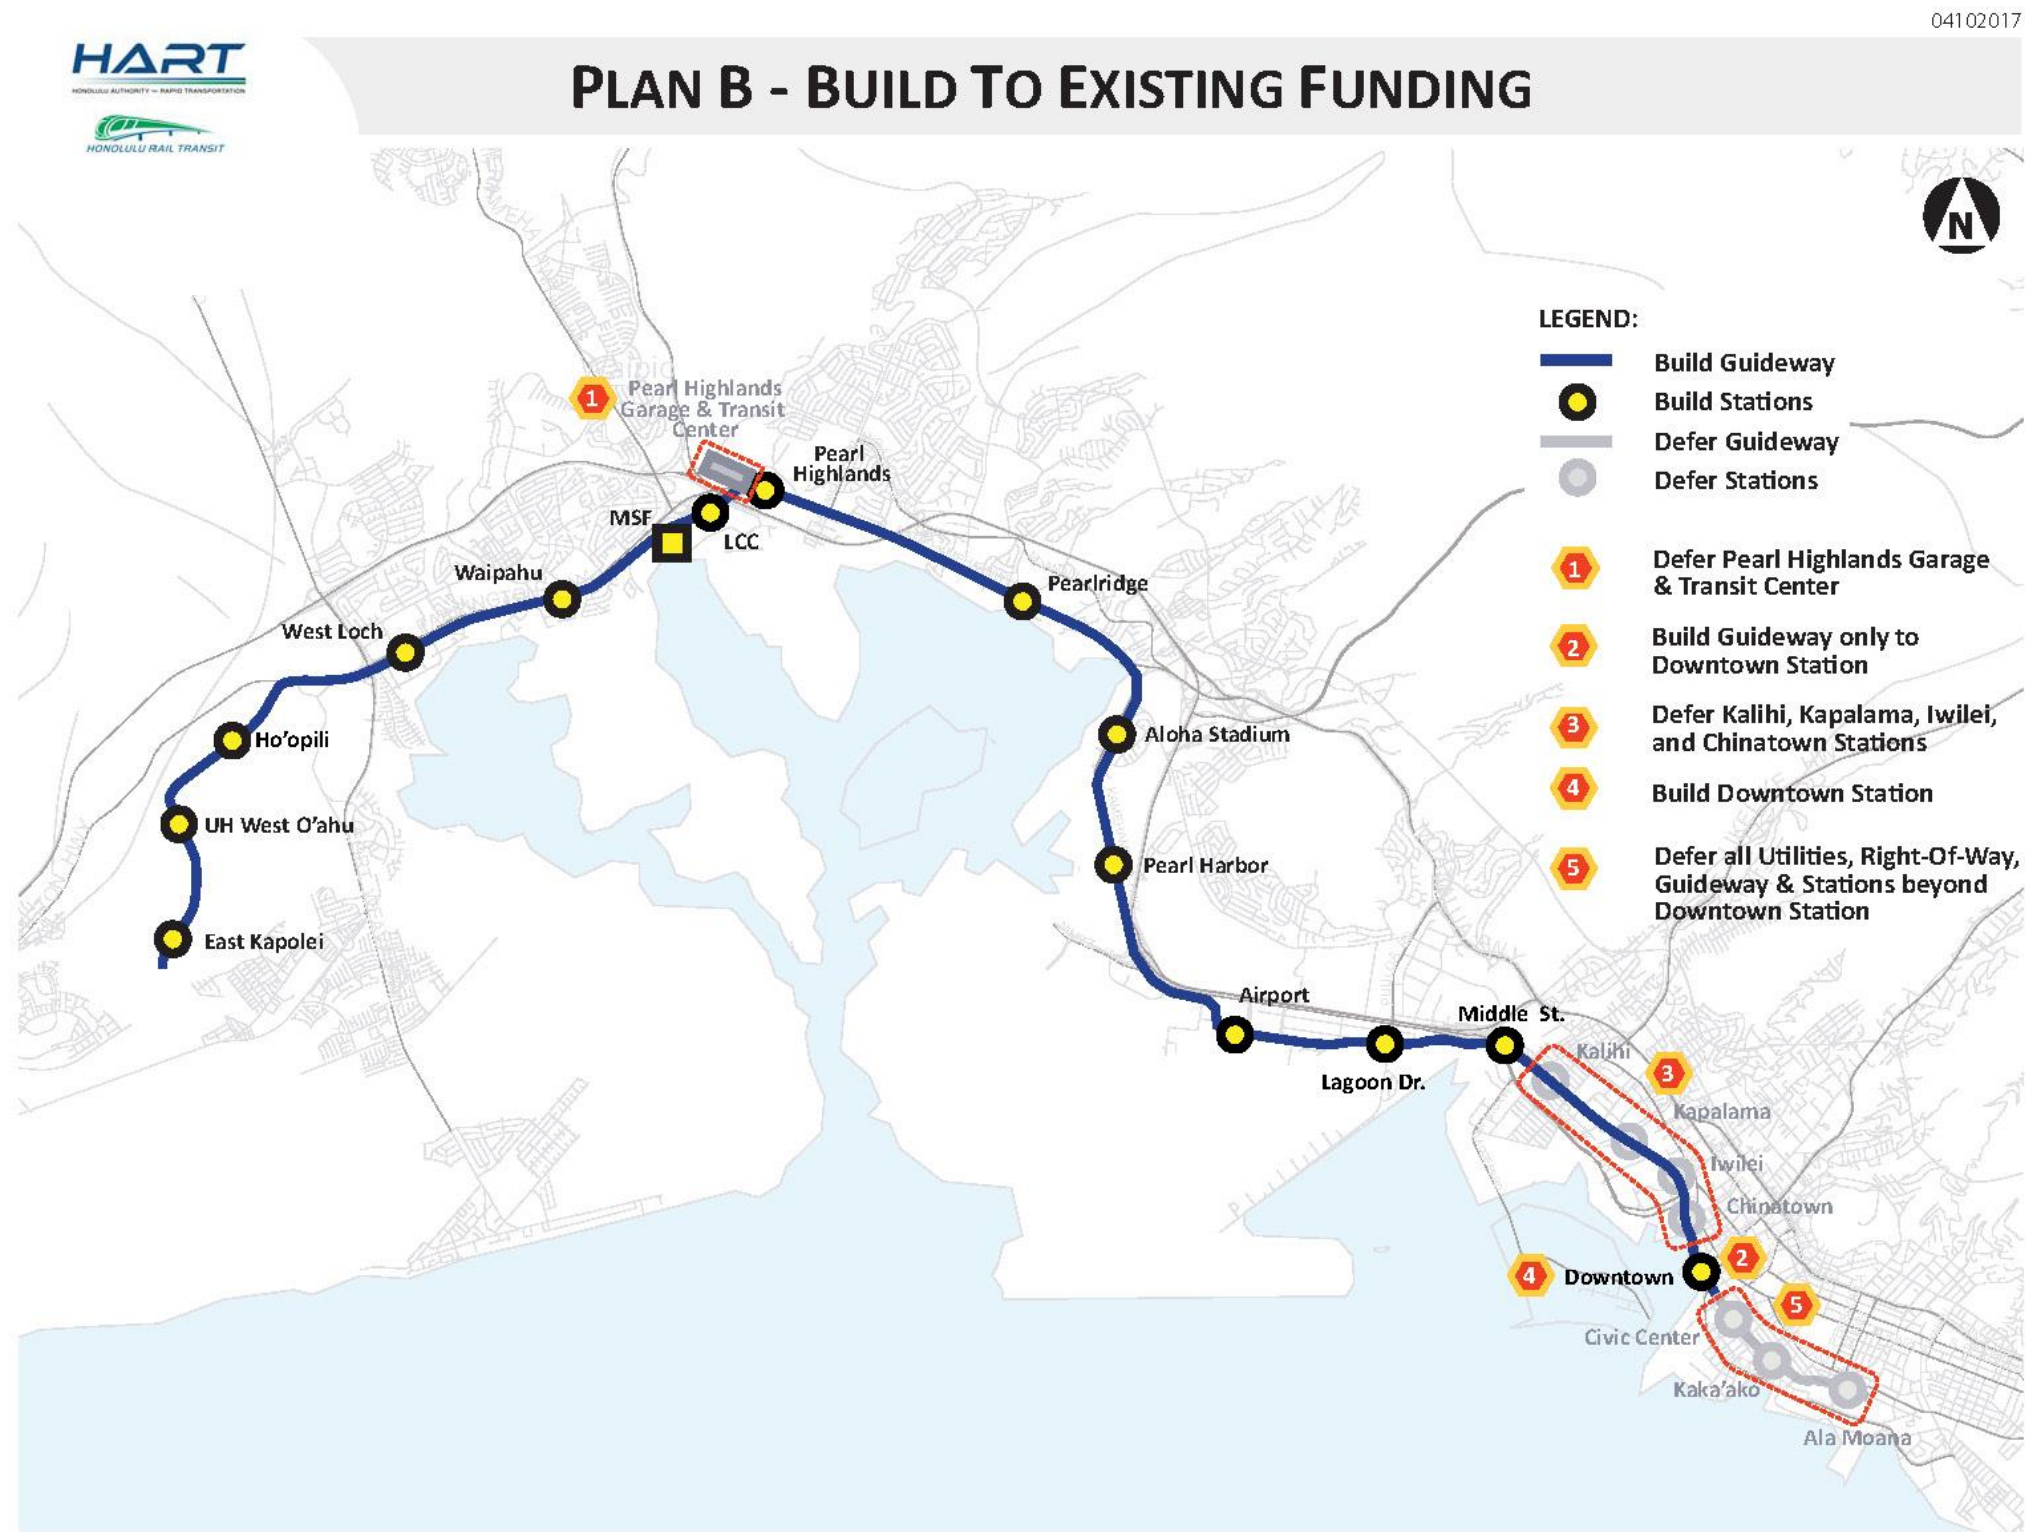 04102017
HART
HONOLULU AUTHORITY for RAPID TRANSPORTATION
HONOLULU RAIL TRANSIT
PLAN B - BUILD TO EXISTING FUNDING
N
LEGEND:
Build Guideway
Build Stations
Defer Guideway
Defer Stations
1
Defer Pearl Highlands Garage
& Transit Center
2
Build Guideway only to
Downtown Station
3
Defer Kalihi, Kapalama, Iwilei,
and Chinatown Stations
4
Build Downtown Station
5
Defer all Utilities, Right-Of-Way,
Guideway & Stations beyond
Downtown Station
1
Pearl Highlands
Garage & Transit
Center
Pearl
Highlands
MSF
LCC
Waipahu
Pearlridge
West Loch
Ho'opili
Aloha Stadium
UH West O'ahu
Pearl Harbor
East Kapolei
Airport
Middle St.
Lagoon Dr.
Kalihi
3
Kapalama
Iwilei
Chinatown
2
4
Downtown
5
Civic Center
Kaka'ako
Ala Moana